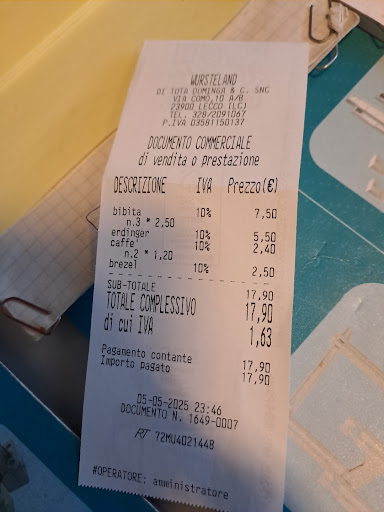 WURSTELAND
DI TOTA DOMINGA & C. SNC
VIA COMO,10 A/B
23900 LECCO (LC)
TEL. 328/2091067
P.IVA 03581150137
DOCUMENTO COMMERCIALE
di vendita o prestazione
DESCRIZIONE IVA Prezzo(€)
bibita 10% 7,50
n.3 * 2,50
erdinger 10% 5,50
caffe' 10% 2,40
n.2 * 1,20
brezel 10% 2,50
SUB-TOTALE 17,90
TOTALE COMPLESSIVO 17,90
di cui IVA 1,63
Pagamento contante 17,90
Importo pagato 17,90
05-05-2025 23:46
DOCUMENTO N. 1649-0007
RT 72MU4021448
#OPERATORE: amministratore